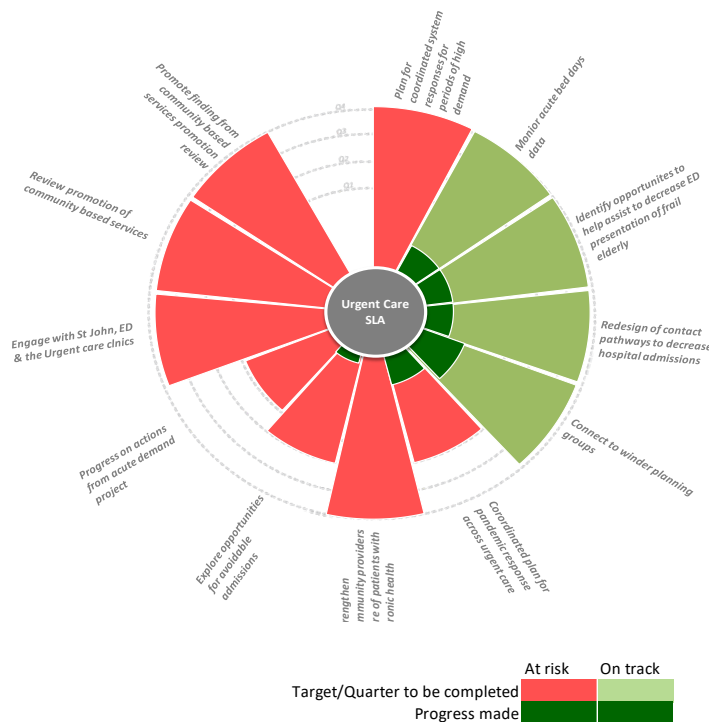 Q4
Q3
Q2
Q1
Urgent Care
SLA
Plan for
coordinated system
responses for
periods of high
demand
Monior acute bed days
data
Identify opportunites to
help assist to decrease ED
presentation of frail
elderly
Redesign of contact
pathways to decrease
hospital admissions
Connect to winder planning
groups
Corordinated plan for
pandemic response
across urgent care
rengthen
mmunity providers
re of patients with
ronic health
Explore opportunities
for avoidable
admissions
Progress on actions
from acute demand
project
Engage with St John, ED
& the Urgent care clnics
Review promotion of
community based services
Promote finding from
community based
services promotion
review
At risk On track
Target/Quarter to be completed
Progress made